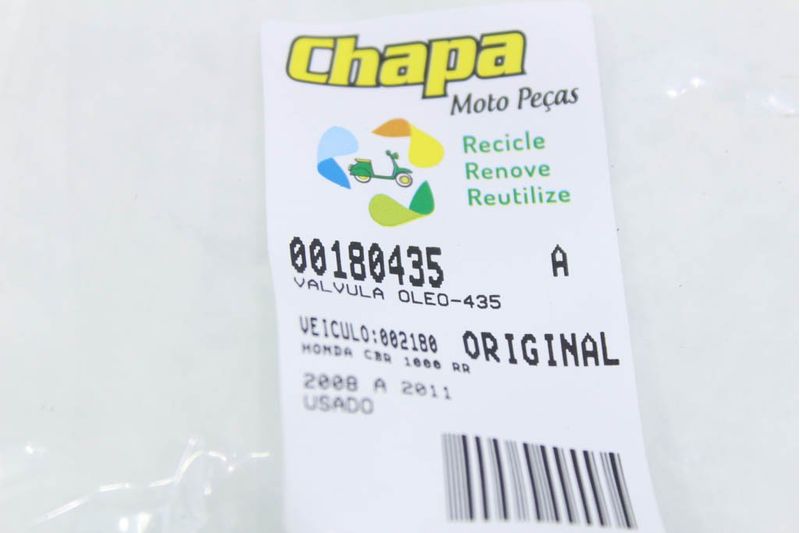 Chapa
Moto Peças
Recicle
Renove
Reutilize
00180435 A
VALVULA OLEO-435
VEICULO:002180 ORIGINAL
HONDA CBR 1000 RR
2008 A 2011
USADO